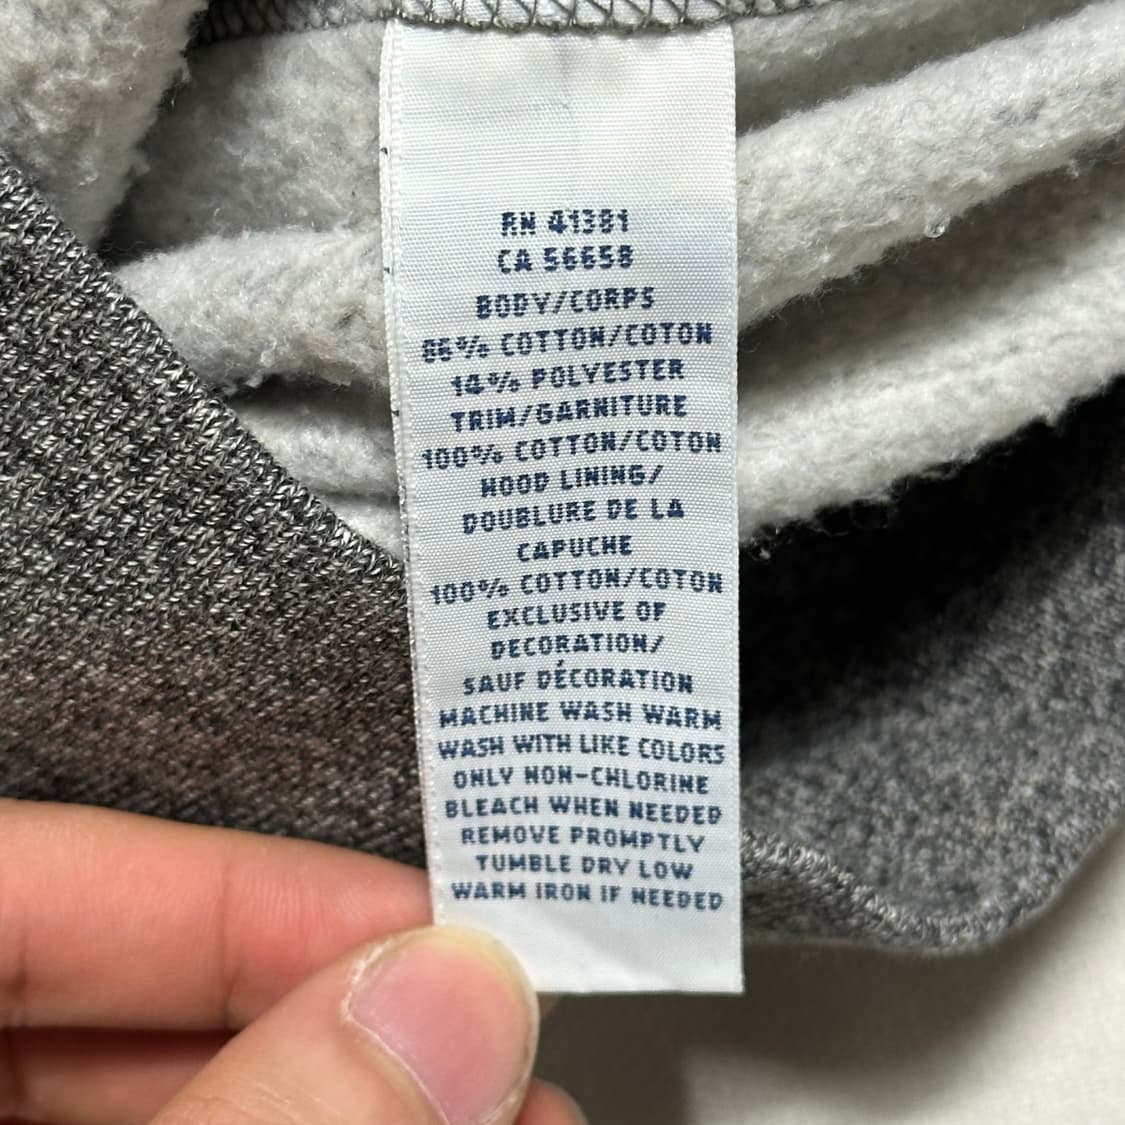 RN 41381
CA 56658
BODY/CORPS
86% COTTON/COTON
14% POLYESTER
TRIM/GARNITURE
100% COTTON/COTON
HOOD LINING/
DOUBLURE DE LA
CAPUCHE
100% COTTON/COTON
EXCLUSIVE OF
DECORATION/
SAUF DÉCORATION
MACHINE WASH WARM
WASH WITH LIKE COLORS
ONLY NON-CHLORINE
BLEACH WHEN NEEDED
REMOVE PROMPTLY
TUMBLE DRY LOW
WARM IRON IF NEEDED